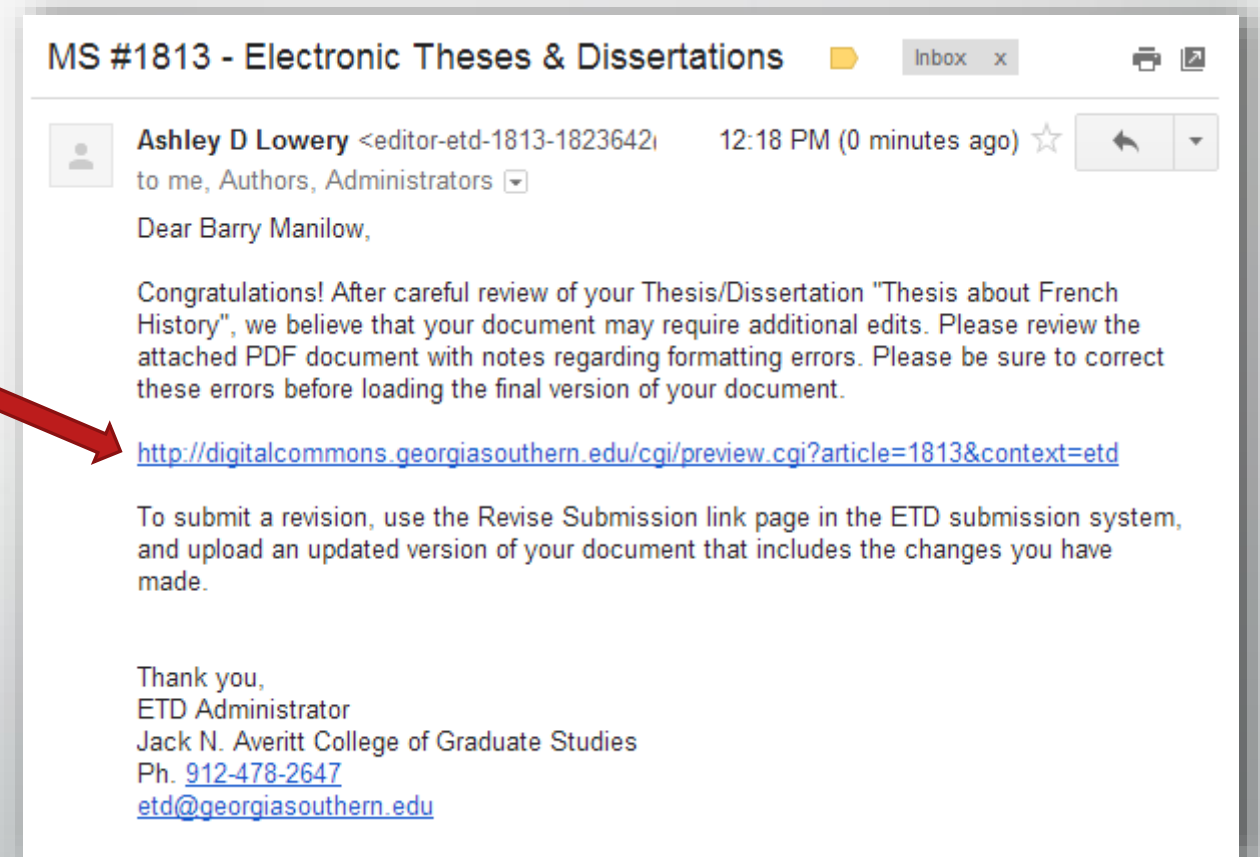 MS #1813 - Electronic Theses & Dissertations Inbox x
Ashley D Lowery <editor-etd-1813-1823642( 12:18 PM (0 minutes ago)
to me, Authors, Administrators
Dear Barry Manilow,
Congratulations! After careful review of your Thesis/Dissertation "Thesis about French
History", we believe that your document may require additional edits. Please review the
attached PDF document with notes regarding formatting errors. Please be sure to correct
these errors before loading the final version of your document.
http://digitalcommons.georgiasouthern.edu/cgi/preview.cgi?article=1813&context=etd
To submit a revision, use the Revise Submission link page in the ETD submission system,
and upload an updated version of your document that includes the changes you have
made.
Thank you,
ETD Administrator
Jack N. Averitt College of Graduate Studies
Ph. 912-478-2647
etd@georgiasouthern.edu